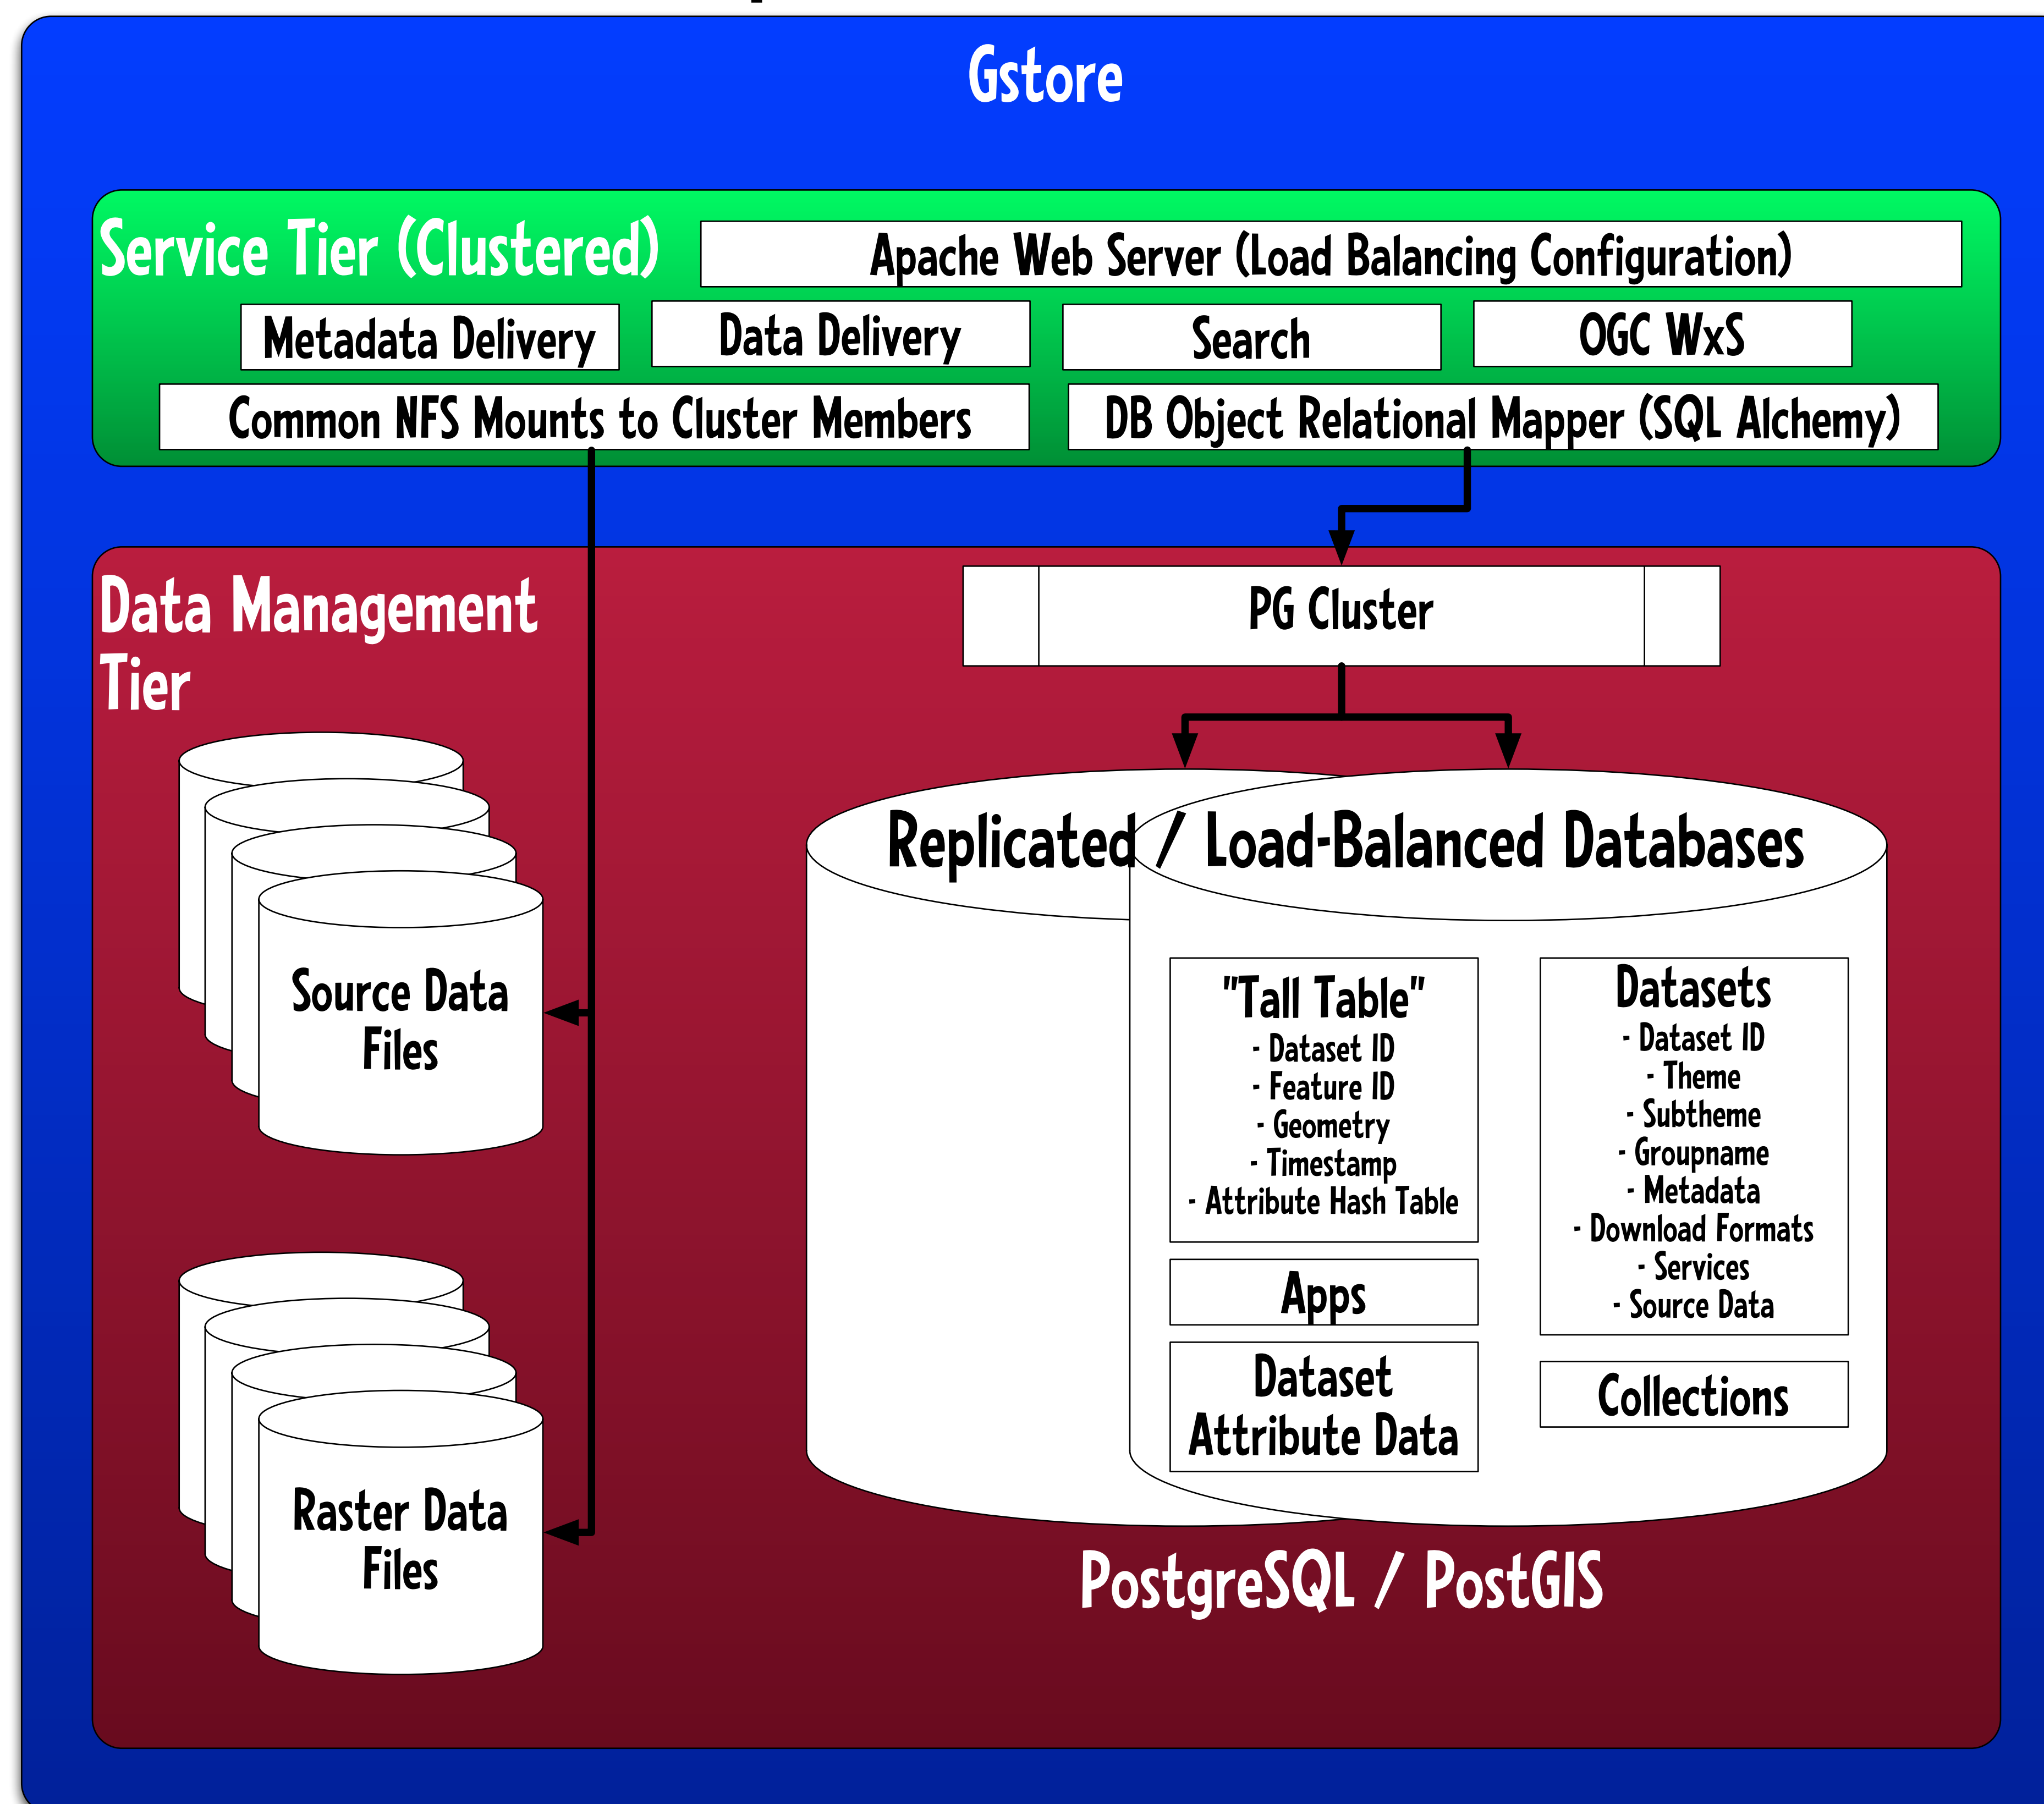 Gstore
Service Tier (Clustered)
Apache Web Server (Load Balancing Configuration)
Metadata Delivery
Data Delivery
Search
OGC WxS
Common NFS Mounts to Cluster Members
DB Object Relational Mapper (SQL Alchemy)
Data Management
Tier
PG Cluster
Replicated / Load-Balanced Databases
Source Data
Files
"Tall Table"
- Dataset ID
- Feature ID
- Geometry
- Timestamp
- Attribute Hash Table
Datasets
- Dataset ID
- Theme
- Subtheme
- Groupname
- Metadata
- Download Formats
- Services
- Source Data
Apps
Dataset
Attribute Data
Collections
Raster Data
Files
PostgreSQL / PostGIS